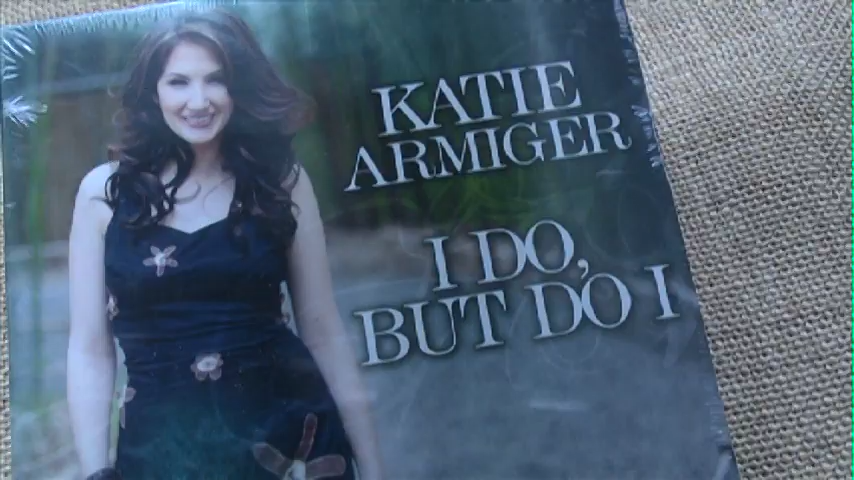 KATIE
ARMIGER
I DO,
BUT DO I